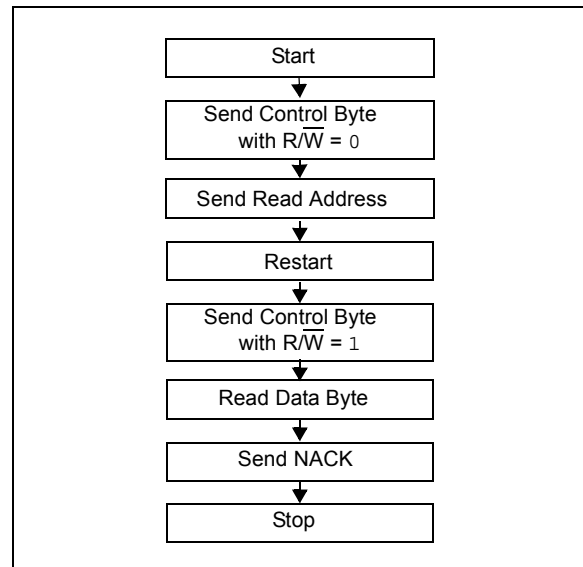 Start
Send Control Byte
with R/W̅ = 0
Send Read Address
Restart
Send Control Byte
with R/W̅ = 1
Read Data Byte
Send NACK
Stop